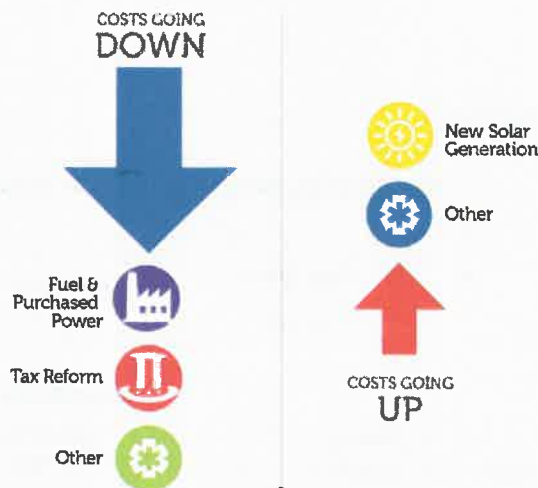 COSTS GOING
DOWN
Fuel &
Purchased
Power
Tax Reform
Other
New Solar
Generation
Other
COSTS GOING
UP